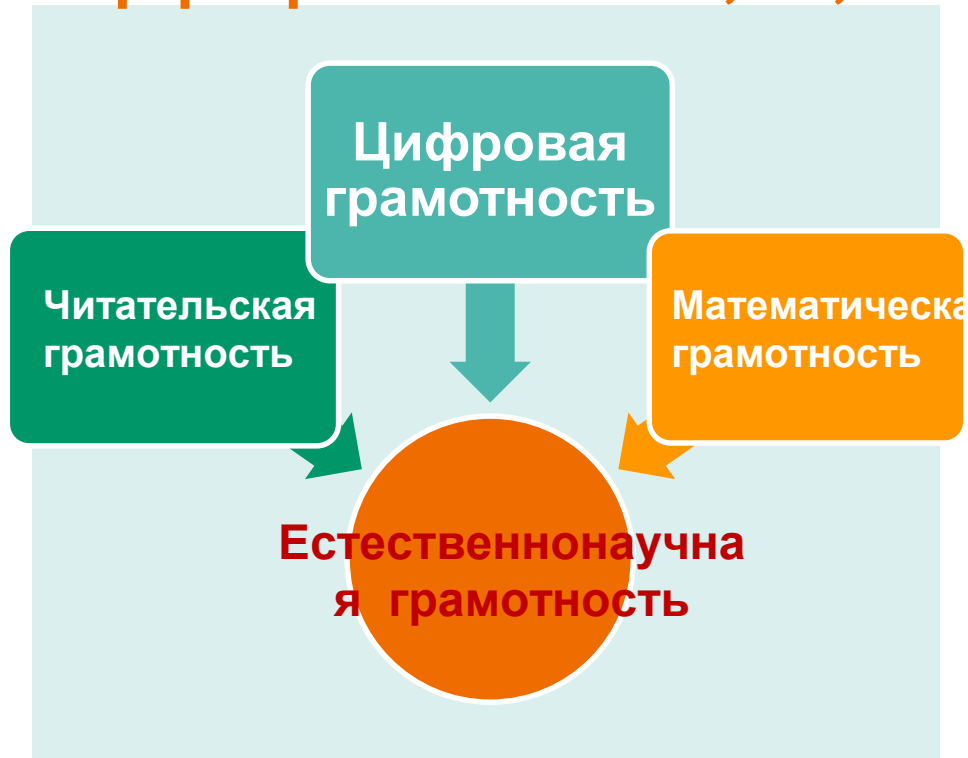 Цифровая
грамотность
Читательская
грамотность
Математическа
грамотность
Естественнонаучна
я грамотность